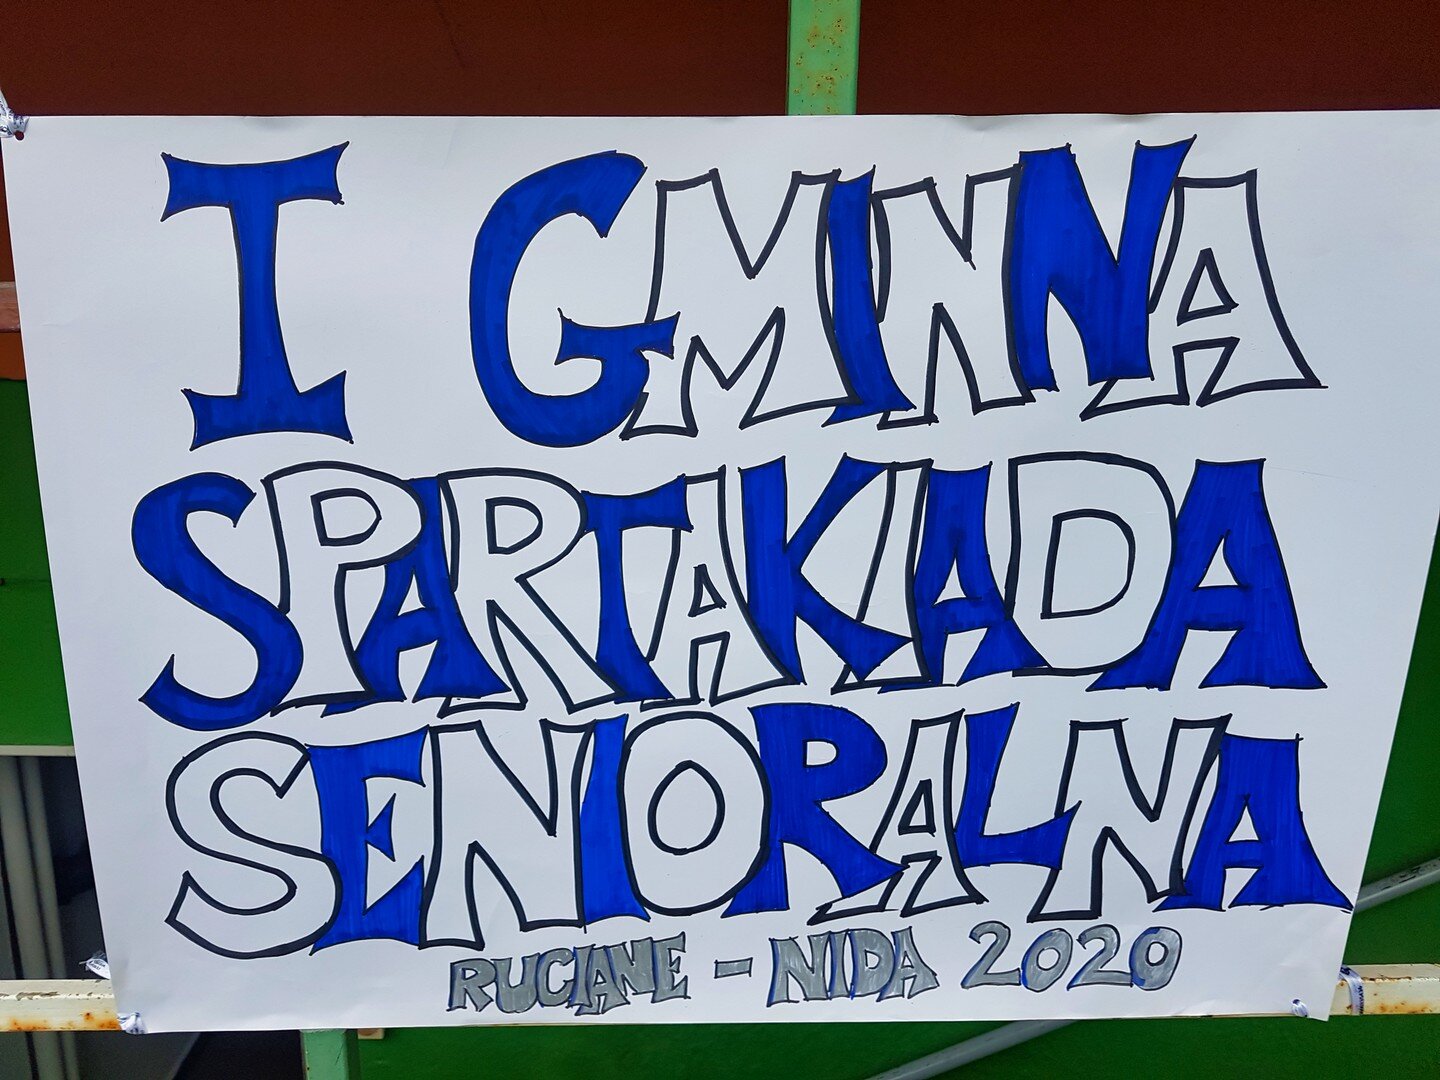 I GMINNA
SPARTAKIADA
SENIORALNA
RUCIANE - NIDA 2020